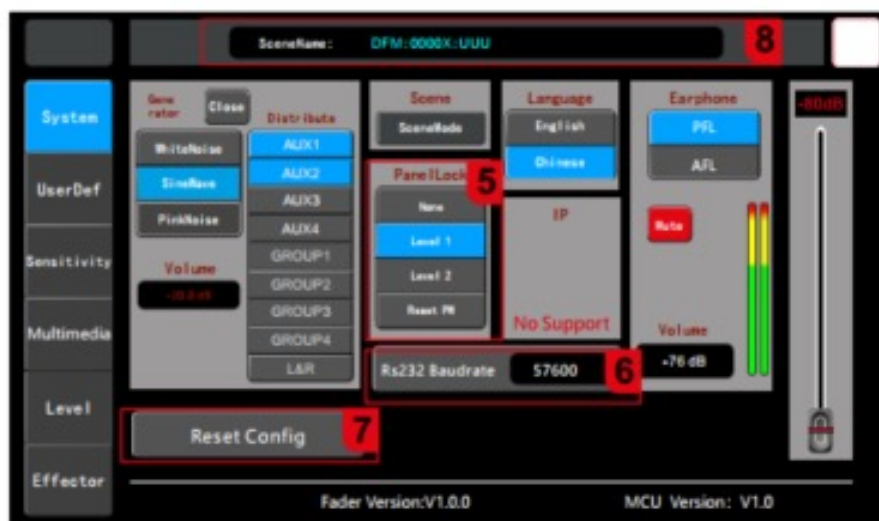 SceneName: DFM:0000X:UUU 8
System
UserDef
Sensitivity
Multimedia
Level
Effector
Gene
rator
Close
WhiteNoise
SineWave
PinkNoise
Volume
Distribute
AUX1
AUX2
AUX3
AUX4
GROUP1
GROUP2
GROUP3
GROUP4
L&R
Scene
SceneMode
PanelLock 5
None
Level 1
Level 2
Reset PW
Language
English
Chinese
IP
No Support
Rs232 Baudrate 57600 6
Earphone
PFL
AFL
Mute
Volume
-76 dB
-80dB
Reset Config 7
Fader Version:V1.0.0 MCU Version: V1.0